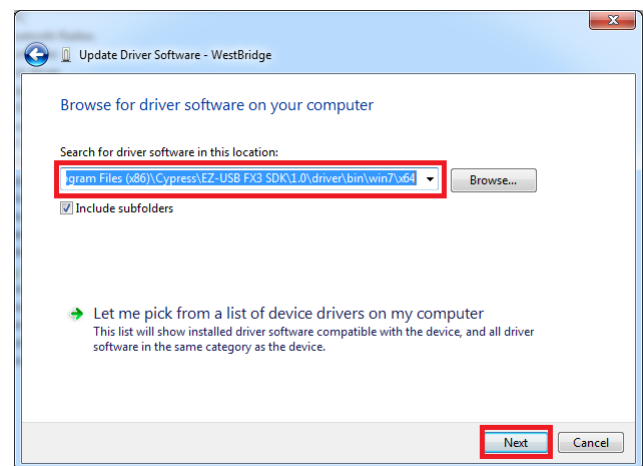 Update Driver Software - WestBridge
Browse for driver software on your computer
Search for driver software in this location:
gram Files (x86)\Cypress\EZ-USB FX3 SDK\1.0\driver\bin\win7\x64
Browse...
Include subfolders
Let me pick from a list of device drivers on my computer
This list will show installed driver software compatible with the device, and all driver
software in the same category as the device.
Next
Cancel